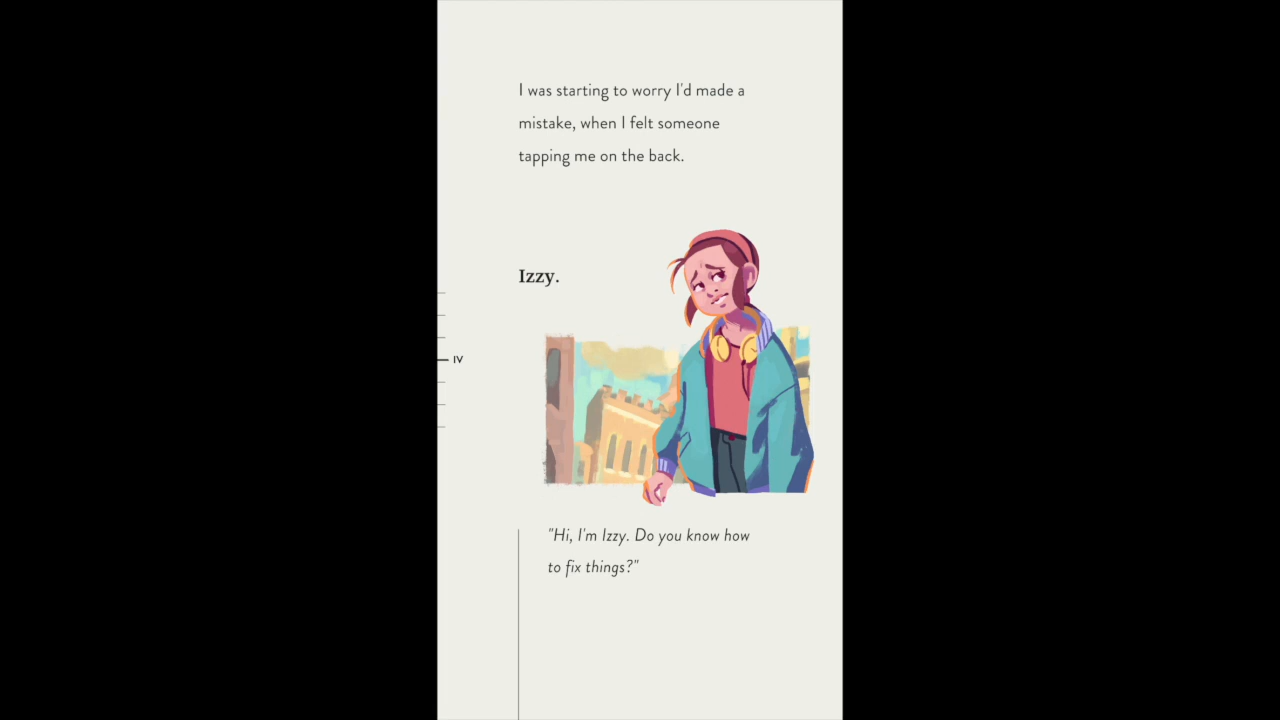 I was starting to worry I'd made a
mistake, when I felt someone
tapping me on the back.
Izzy.
IV
"Hi, I'm Izzy. Do you know how
to fix things?"